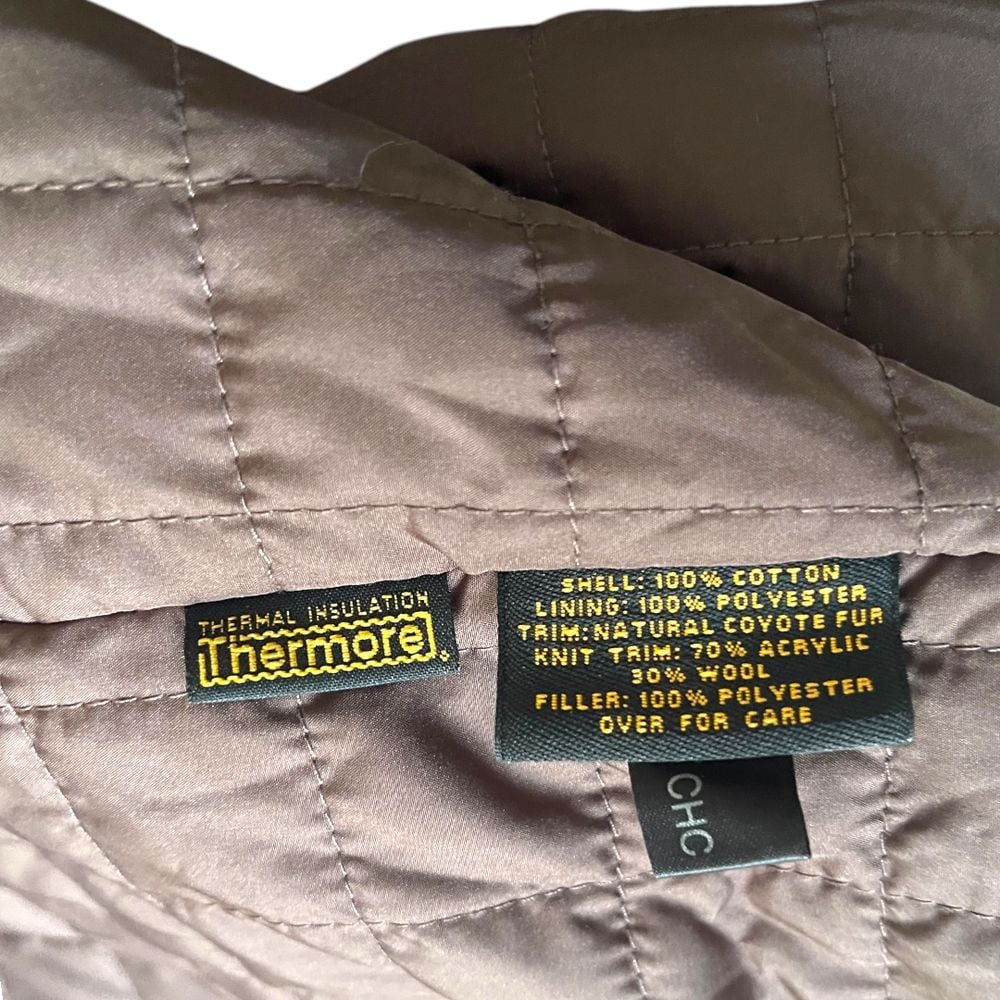 THERMAL INSULATION
Thermore
SHELL: 100% COTTON
LINING: 100% POLYESTER
TRIM: NATURAL COYOTE FUR
KNIT TRIM: 70% ACRYLIC
30% WOOL
FILLER: 100% POLYESTER
OVER FOR CARE
CHC